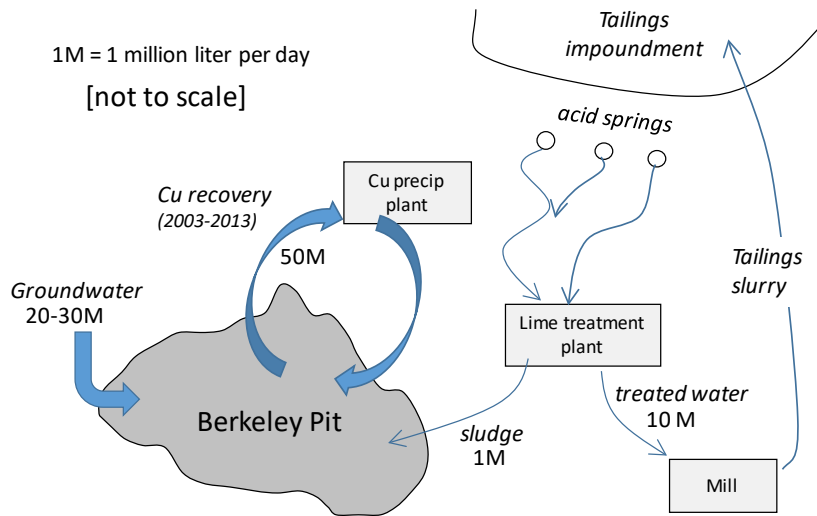 1M = 1 million liter per day
[not to scale]
Tailings
impoundment
acid springs
Cu recovery
(2003-2013)
Cu precip
plant
50M
Groundwater
20-30M
Tailings
slurry
Lime treatment
plant
Berkeley Pit
sludge
1M
treated water
10 M
Mill